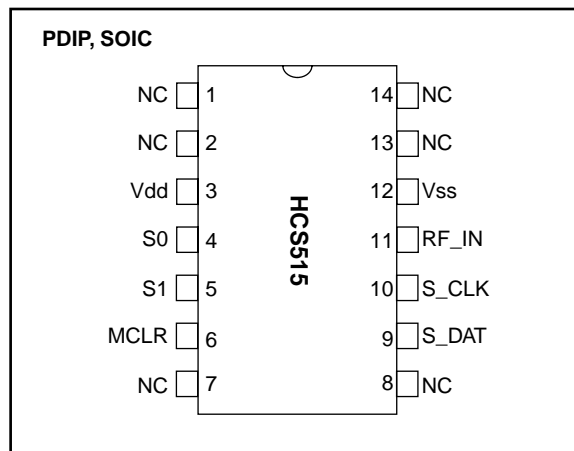 PDIP, SOIC
NC 1 14 NC
NC 2 13 NC
Vdd 3 12 Vss
S0 4 11 RF_IN
S1 5 10 S_CLK
MCLR 6 9 S_DAT
NC 7 8 NC
HCS515